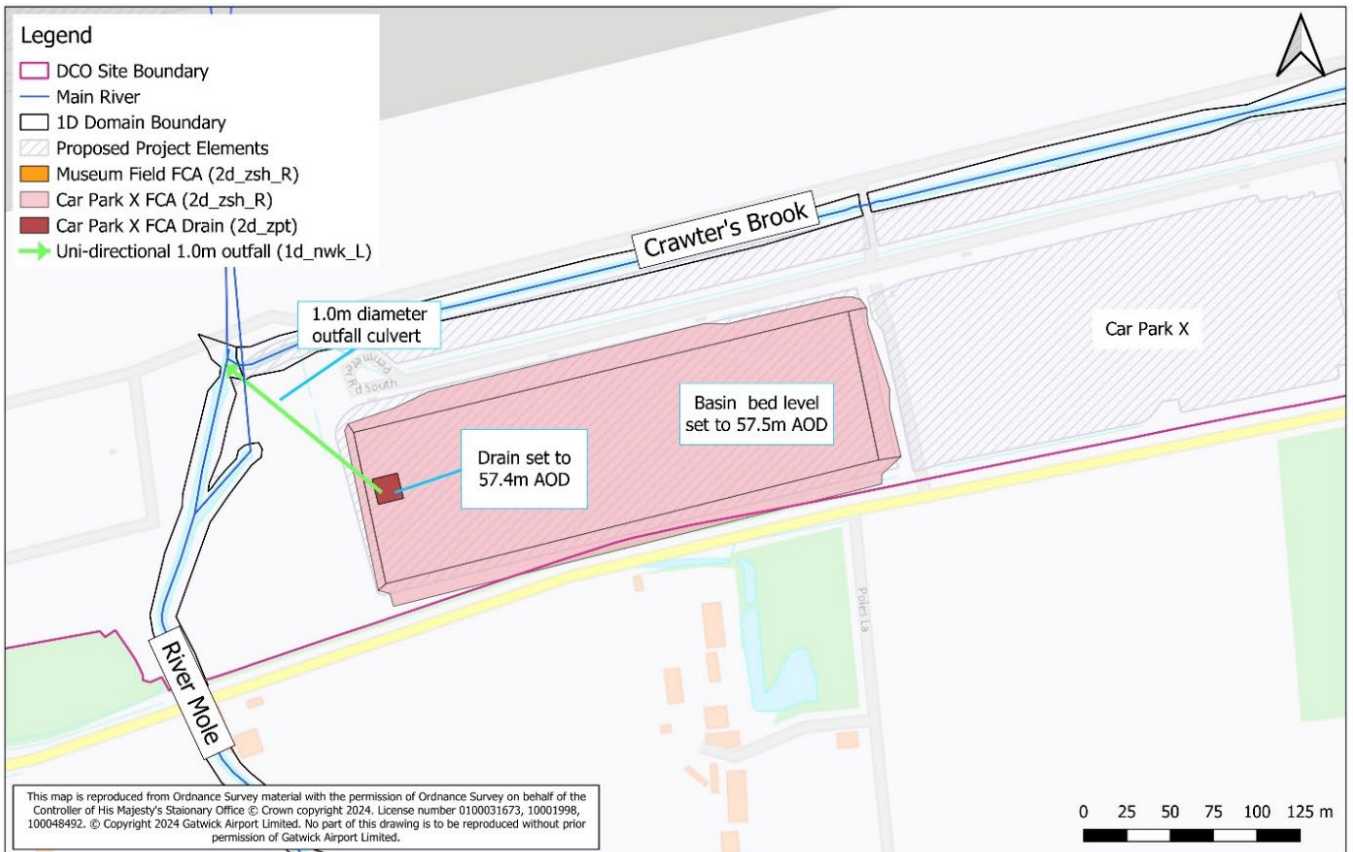 Legend
DCO Site Boundary
Main River
1D Domain Boundary
Proposed Project Elements
Museum Field FCA (2d_zsh_R)
Car Park X FCA (2d_zsh_R)
Car Park X FCA Drain (2d_zpt)
Uni-directional 1.0m outfall (1d_nwk_L)
Crawter's Brook
1.0m diameter
outfall culvert
Perimeter
Rd South
Car Park X
Basin bed level
set to 57.5m AOD
Drain set to
57.4m AOD
Poles La
River Mole
This map is reproduced from Ordnance Survey material with the permission of Ordnance Survey on behalf of the
Controller of His Majesty's Staionary Office © Crown copyright 2024. License number 0100031673, 10001998,
100048492. © Copyright 2024 Gatwick Airport Limited. No part of this drawing is to be reproduced without prior
permission of Gatwick Airport Limited.
0 25 50 75 100 125 m